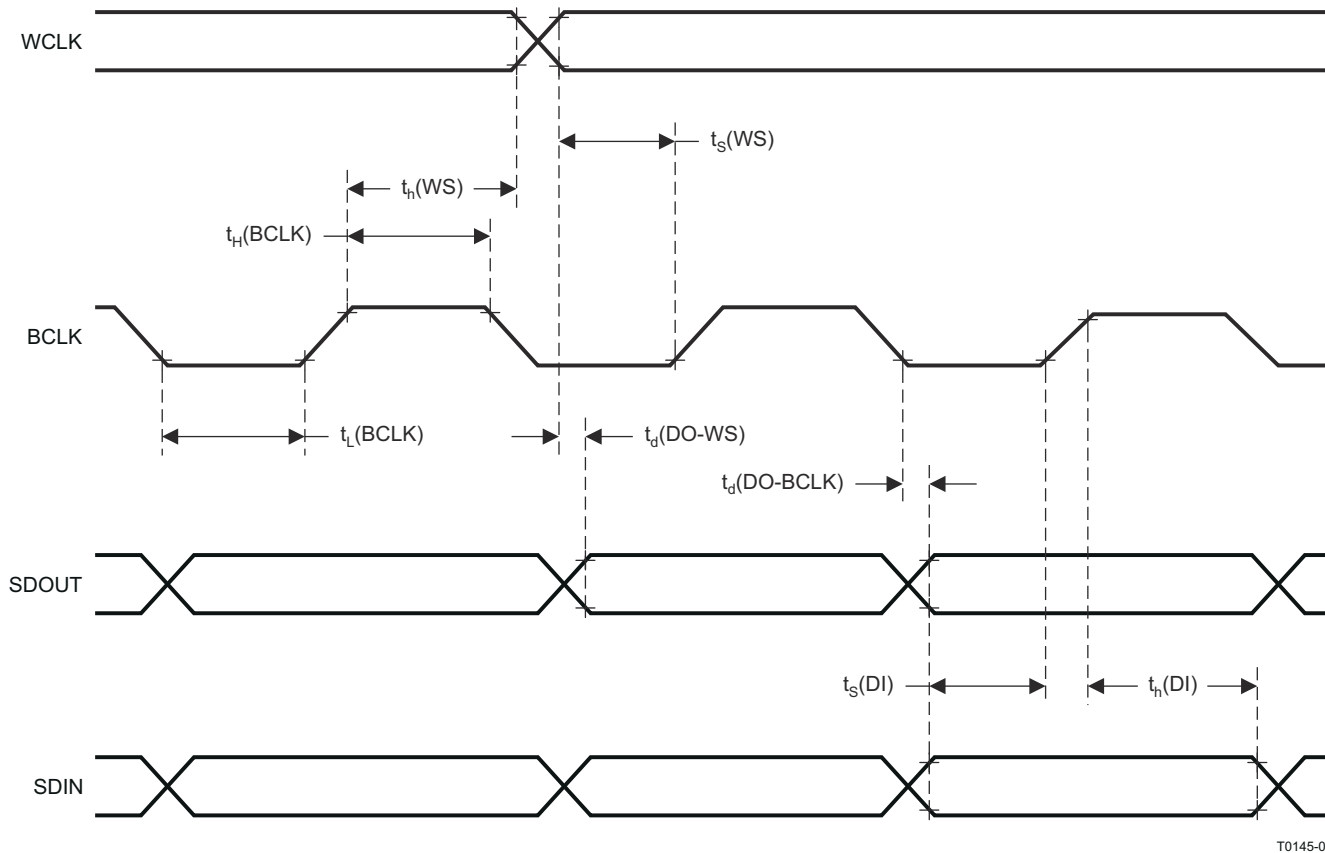 WCLK
tS(WS)
th(WS)
tH(BCLK)
BCLK
tL(BCLK)
td(DO-WS)
td(DO-BCLK)
SDOUT
tS(DI)
th(DI)
SDIN
T0145-0